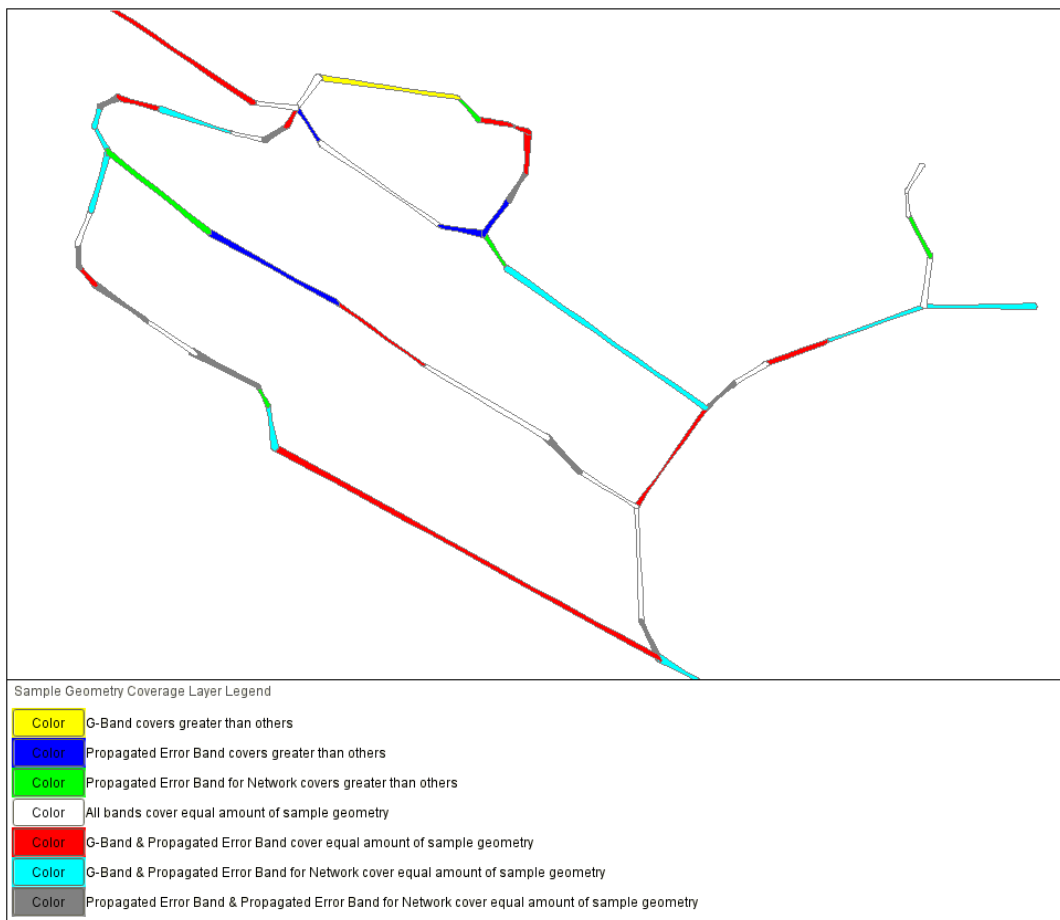 Sample Geometry Coverage Layer Legend
Color G-Band covers greater than others
Color Propagated Error Band covers greater than others
Color Propagated Error Band for Network covers greater than others
Color All bands cover equal amount of sample geometry
Color G-Band & Propagated Error Band cover equal amount of sample geometry
Color G-Band & Propagated Error Band for Network cover equal amount of sample geometry
Color Propagated Error Band & Propagated Error Band for Network cover equal amount of sample geometry